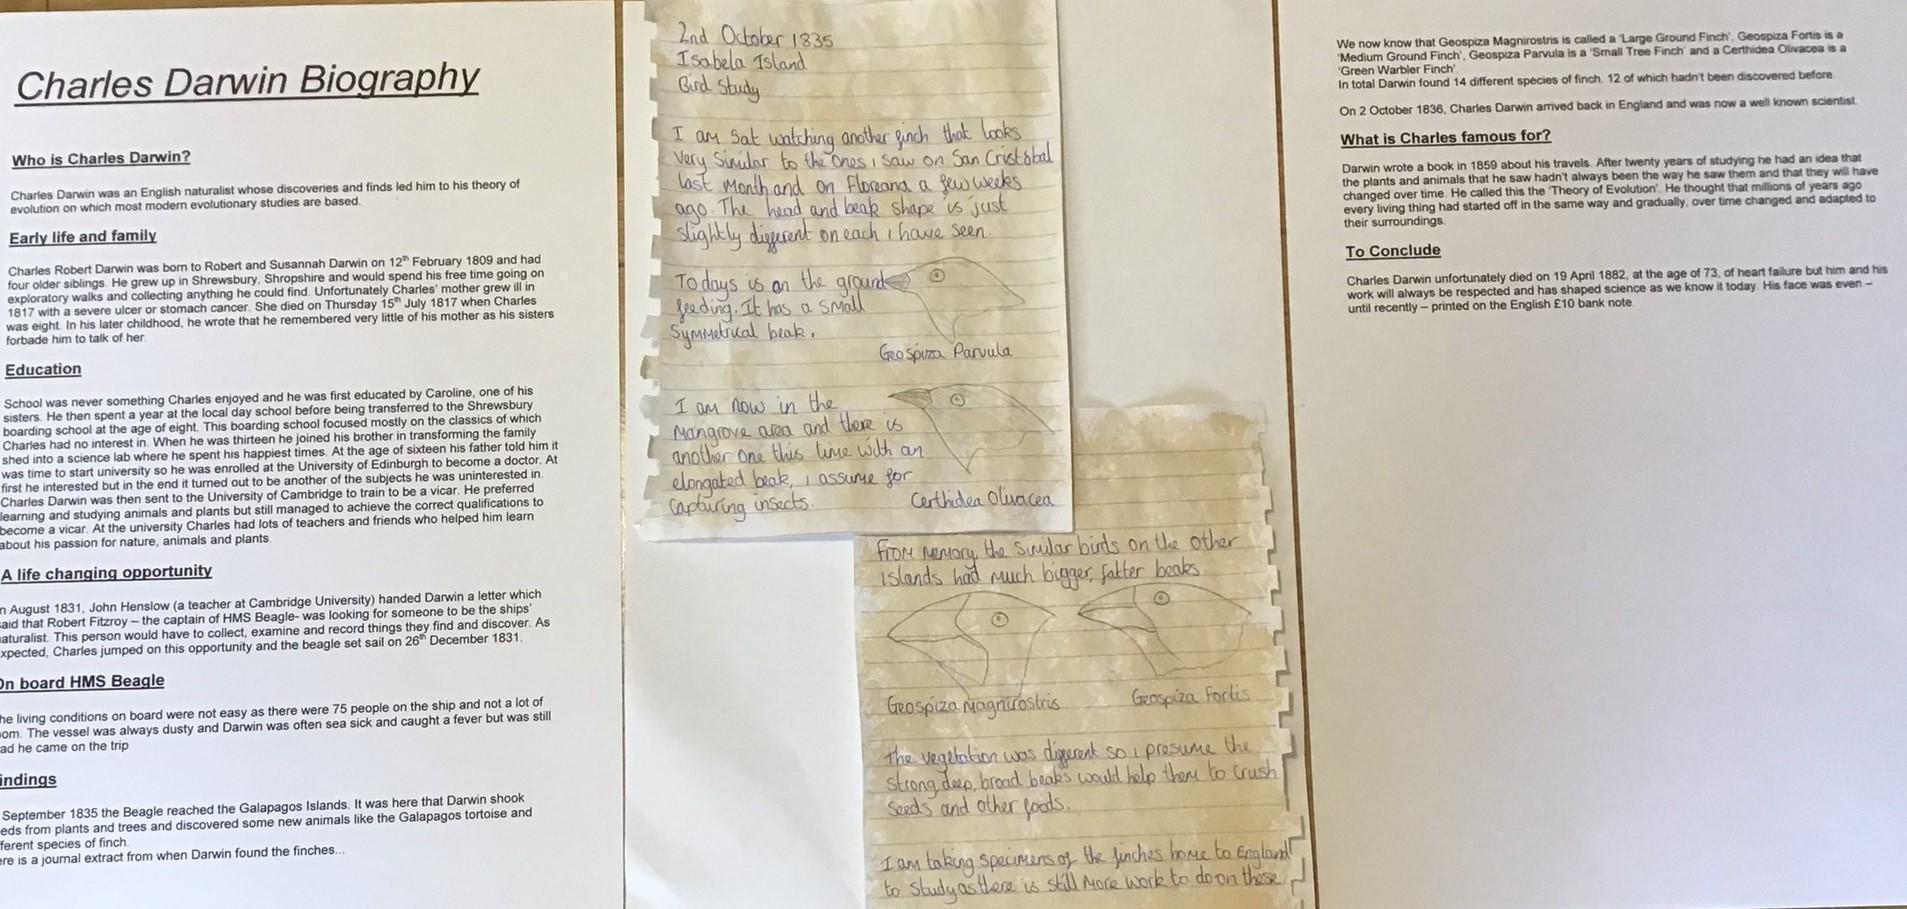 Charles Darwin Biography
Who is Charles Darwin?
Charles Darwin was an English naturalist whose discoveries and finds led him to his theory of
evolution on which most modern evolutionary studies are based.
Early life and family
Charles Robert Darwin was born to Robert and Susannah Darwin on 12th February 1809 and had
four older siblings. He grew up in Shrewsbury, Shropshire and would spend his free time going on
exploratory walks and collecting anything he could find. Unfortunately Charles' mother grew ill in
1817 with a severe ulcer or stomach cancer. She died on Thursday 15th July 1817 when Charles
was eight. In his later childhood, he wrote that he remembered very little of his mother as his sisters
forbade him to talk of her.
Education
School was never something Charles enjoyed and he was first educated by Caroline, one of his
sisters. He then spent a year at the local day school before being transferred to the Shrewsbury
boarding school at the age of eight. This boarding school focused mostly on the classics of which
Charles had no interest in. When he was thirteen he joined his brother in transforming the family
shed into a science lab where he spent his happiest times. At the age of sixteen his father told him it
was time to start university so he was enrolled at the University of Edinburgh to become a doctor. At
first he interested but in the end it turned out to be another of the subjects he was uninterested in.
Charles Darwin was then sent to the University of Cambridge to train to be a vicar. He preferred
learning and studying animals and plants but still managed to achieve the correct qualifications to
become a vicar. At the university Charles had lots of teachers and friends who helped him learn
about his passion for nature, animals and plants.
A life changing opportunity
n August 1831, John Henslow (a teacher at Cambridge University) handed Darwin a letter which
aid that Robert Fitzroy – the captain of HMS Beagle- was looking for someone to be the ships'
aturalist. This person would have to collect, examine and record things they find and discover. As
xpected, Charles jumped on this opportunity and the beagle set sail on 26th December 1831.
On board HMS Beagle
he living conditions on board were not easy as there were 75 people on the ship and not a lot of
oom. The vessel was always dusty and Darwin was often sea sick and caught a fever but was still
ad he came on the trip
indings
September 1835 the Beagle reached the Galapagos Islands. It was here that Darwin shook
eds from plants and trees and discovered some new animals like the Galapagos tortoise and
fferent species of finch.
ere is a journal extract from when Darwin found the finches...
2nd October 1835
Isabela Island
Bird Study
I am sat watching another finch that looks
very similar to the ones i saw on San Cristobal
last month and on Floreana a few weeks
ago. The head and beak shape is just
slightly different on each i have seen.
Todays is on the ground
feeding. It has a small
symmetrical beak.
Geospiza Parvula
I am now in the
mangrove area and there is
another one this time with an
elongated beak, i assume for
capturing insects.
Certhidea Olivacea
From memory, the similar birds on the other
islands had much bigger, fatter beaks
Geospiza Magnirostris
Geospiza Fortis
The vegetation was different so i presume the
strong, deep, broad beaks would help them to crush
seeds and other foods.
I am taking specimens of the finches home to England
to study as there is still more work to do on these
We now know that Geospiza Magnirostris is called a 'Large Ground Finch', Geospiza Fortis is a
'Medium Ground Finch', Geospiza Parvula is a 'Small Tree Finch' and a Certhidea Olivacea is a
'Green Warbler Finch'.
In total Darwin found 14 different species of finch. 12 of which hadn't been discovered before.
On 2 October 1836, Charles Darwin arrived back in England and was now a well known scientist.
What is Charles famous for?
Darwin wrote a book in 1859 about his travels. After twenty years of studying he had an idea that
the plants and animals that he saw hadn't always been the way he saw them and that they will have
changed over time. He called this the 'Theory of Evolution'. He thought that millions of years ago
every living thing had started off in the same way and gradually, over time changed and adapted to
their surroundings.
To Conclude
Charles Darwin unfortunately died on 19 April 1882, at the age of 73, of heart failure but him and his
work will always be respected and has shaped science as we know it today. His face was even –
until recently – printed on the English £10 bank note.